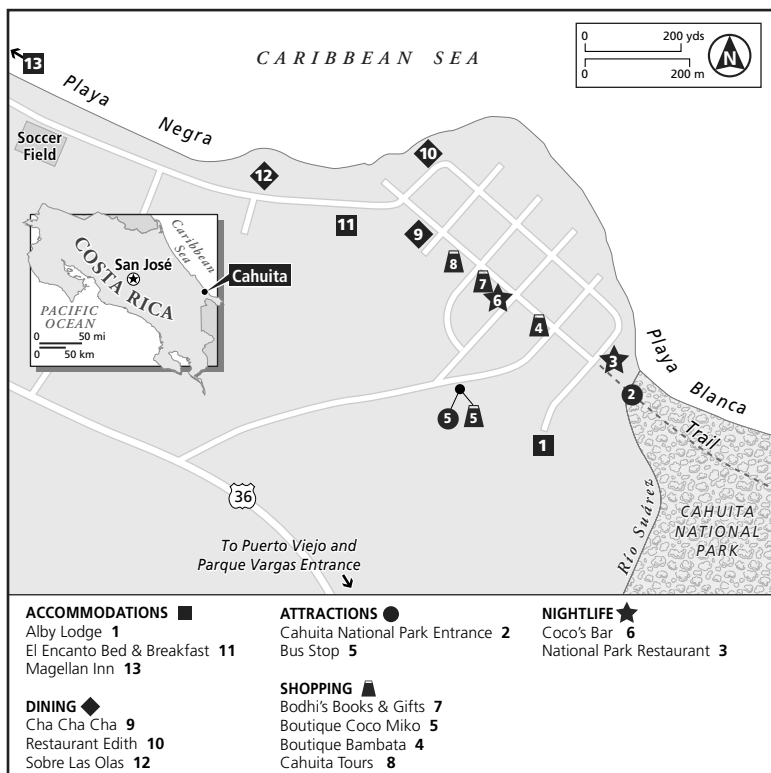 CARIBBEAN SEA
0 200 yds
0 200 m
N
13
Playa Negra
Soccer
Field
12
10
11
9
8
7
6
4
3
2
5
5
1
Caribbean
Sea
COSTA RICA
San José
Cahuita
PACIFIC
OCEAN
0 50 mi
0 50 km
Playa Blanca
Trail
CAHUITA
NATIONAL
PARK
Río Suárez
36
To Puerto Viejo and
Parque Vargas Entrance
ACCOMMODATIONS
Alby Lodge 1
El Encanto Bed & Breakfast 11
Magellan Inn 13
DINING
Cha Cha Cha 9
Restaurant Edith 10
Sobre Las Olas 12
ATTRACTIONS
Cahuita National Park Entrance 2
Bus Stop 5
SHOPPING
Bodhi's Books & Gifts 7
Boutique Coco Miko 5
Boutique Bambata 4
Cahuita Tours 8
NIGHTLIFE
Coco's Bar 6
National Park Restaurant 3